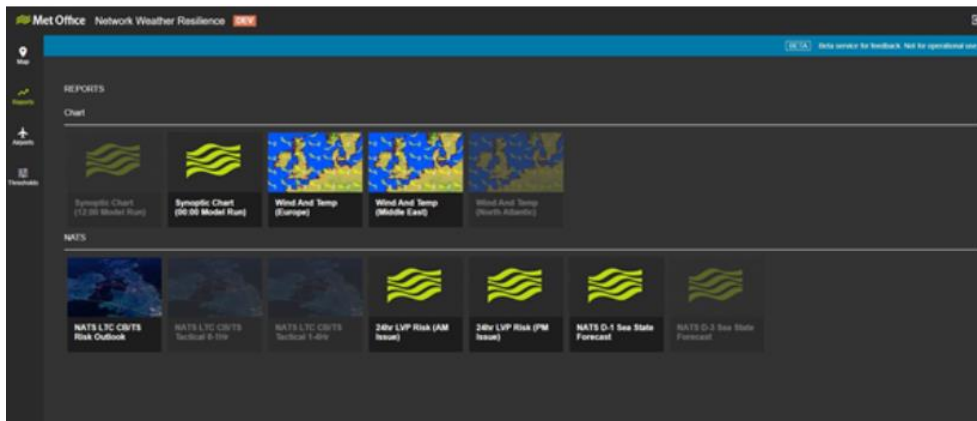 Met Office Network Weather Resilience DEV
BETA Beta service for feedback. Not for operational use
Map
Reports
Airports
Thresholds
REPORTS
Chart
Synoptic Chart
(12:00 Model Run)
Synoptic Chart
(00:00 Model Run)
Wind And Temp
(Europe)
Wind And Temp
(Middle East)
Wind And Temp
(North Atlantic)
NATS
NATS LTC CB/TS
Risk Outlook
NATS LTC CB/TS
Tactical 0-1Hr
NATS LTC CB/TS
Tactical 1-4Hr
24hr LVP Risk (AM
Issue)
24hr LVP Risk (PM
Issue)
NATS D-1 Sea State
Forecast
NATS D-3 Sea State
Forecast